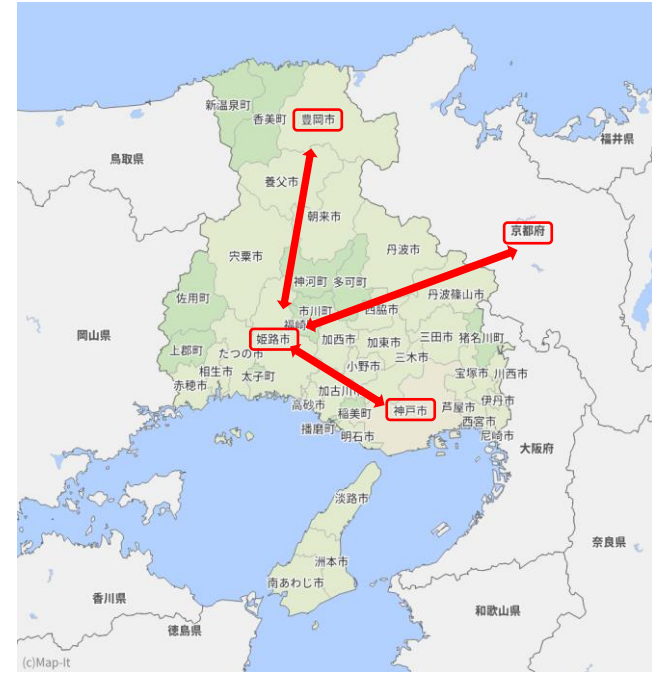 新温泉町
香美町
豊岡市
福井県
鳥取県
養父市
朝来市
京都府
宍粟市
丹波市
神河町
多可町
佐用町
丹波篠山市
市川町
西脇市
岡山県
福崎
姫路市
加西市
加東市
三田市
猪名川町
上郡町
たつの市
三木市
相生市
太子町
小野市
宝塚市
川西市
赤穂市
加古川
高砂市
稲美町
神戸市
芦屋市
伊丹市
西宮市
播磨町
明石市
尼崎市
大阪府
淡路市
奈良県
洲本市
南あわじ市
香川県
和歌山県
徳島県
(c)Map-It